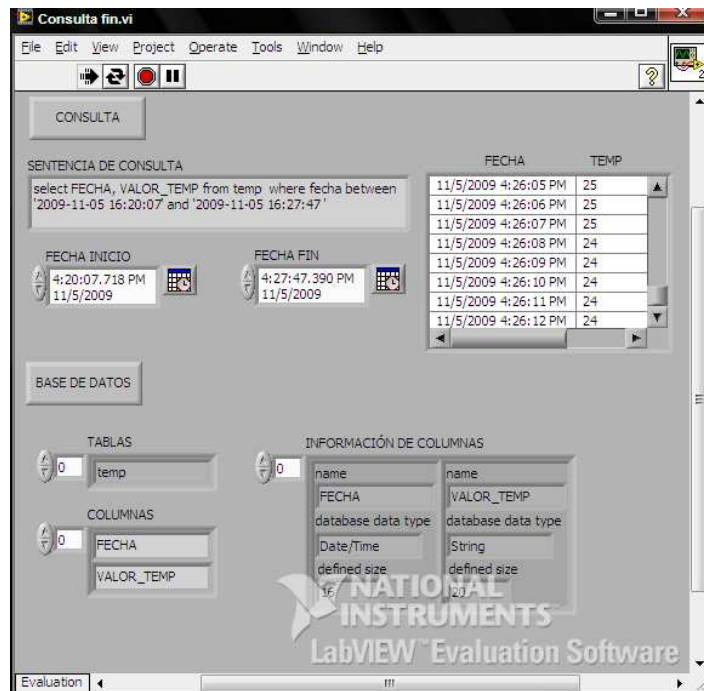 Consulta fin.vi
File Edit View Project Operate Tools Window Help
2
CONSULTA
SENTENCIA DE CONSULTA
select FECHA, VALOR_TEMP from temp where fecha between
'2009-11-05 16:20:07' and '2009-11-05 16:27:47 '
FECHA INICIO
4:20:07.718 PM
11/5/2009
FECHA FIN
4:27:47.390 PM
11/5/2009
FECHA TEMP
11/5/2009 4:26:05 PM 25
11/5/2009 4:26:06 PM 25
11/5/2009 4:26:07 PM 25
11/5/2009 4:26:08 PM 24
11/5/2009 4:26:09 PM 24
11/5/2009 4:26:10 PM 24
11/5/2009 4:26:11 PM 24
11/5/2009 4:26:12 PM 24
BASE DE DATOS
TABLAS
0 temp
COLUMNAS
0 FECHA
VALOR_TEMP
INFORMACIÓN DE COLUMNAS
0
name name
FECHA VALOR_TEMP
database data type database data type
Date/Time String
defined size defined size
16 20
NATIONAL
INSTRUMENTS
LabVIEW™ Evaluation Software
Evaluation